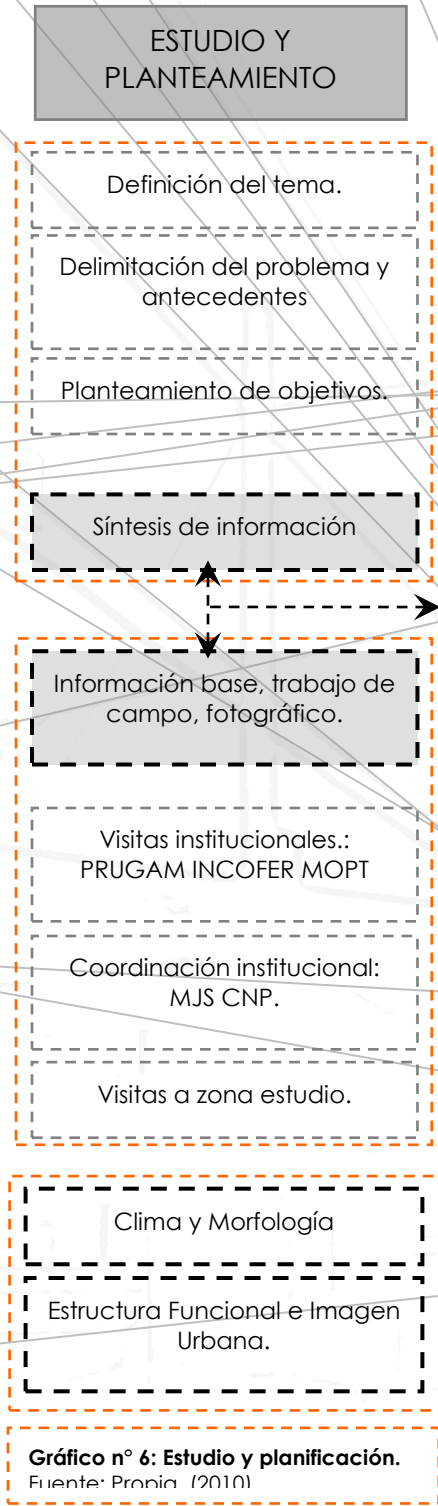 ESTUDIO Y
PLANTEAMIENTO
Definición del tema.
Delimitación del problema y
antecedentes
Planteamiento de objetivos.
Síntesis de información
Información base, trabajo de
campo, fotográfico.
Visitas institucionales.:
PRUGAM INCOFER MOPT
Coordinación institucional:
MJS CNP.
Visitas a zona estudio.
Clima y Morfología
Estructura Funcional e Imagen
Urbana.
Gráfico n° 6: Estudio y planificación.
Fuente: Propia. (2010)